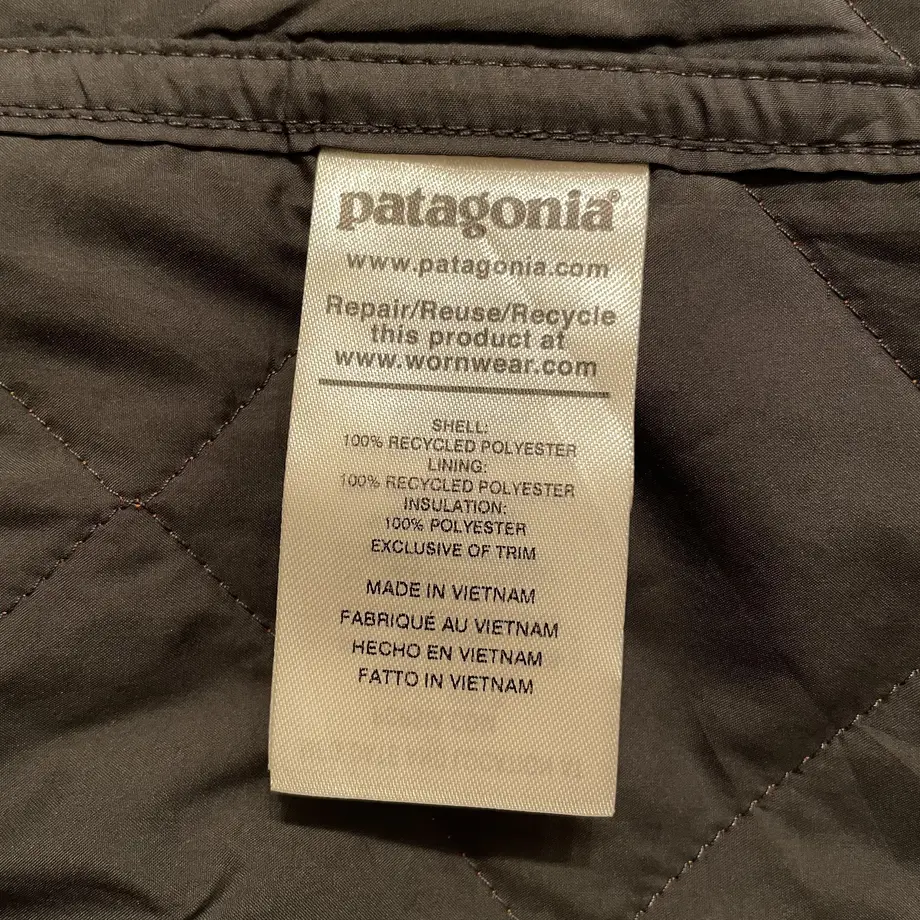 patagonia®
www.patagonia.com
Repair/Reuse/Recycle
this product at
www.wornwear.com
SHELL:
100% RECYCLED POLYESTER
LINING:
100% RECYCLED POLYESTER
INSULATION:
100% POLYESTER
EXCLUSIVE OF TRIM
MADE IN VIETNAM
FABRIQUÉ AU VIETNAM
HECHO EN VIETNAM
FATTO IN VIETNAM